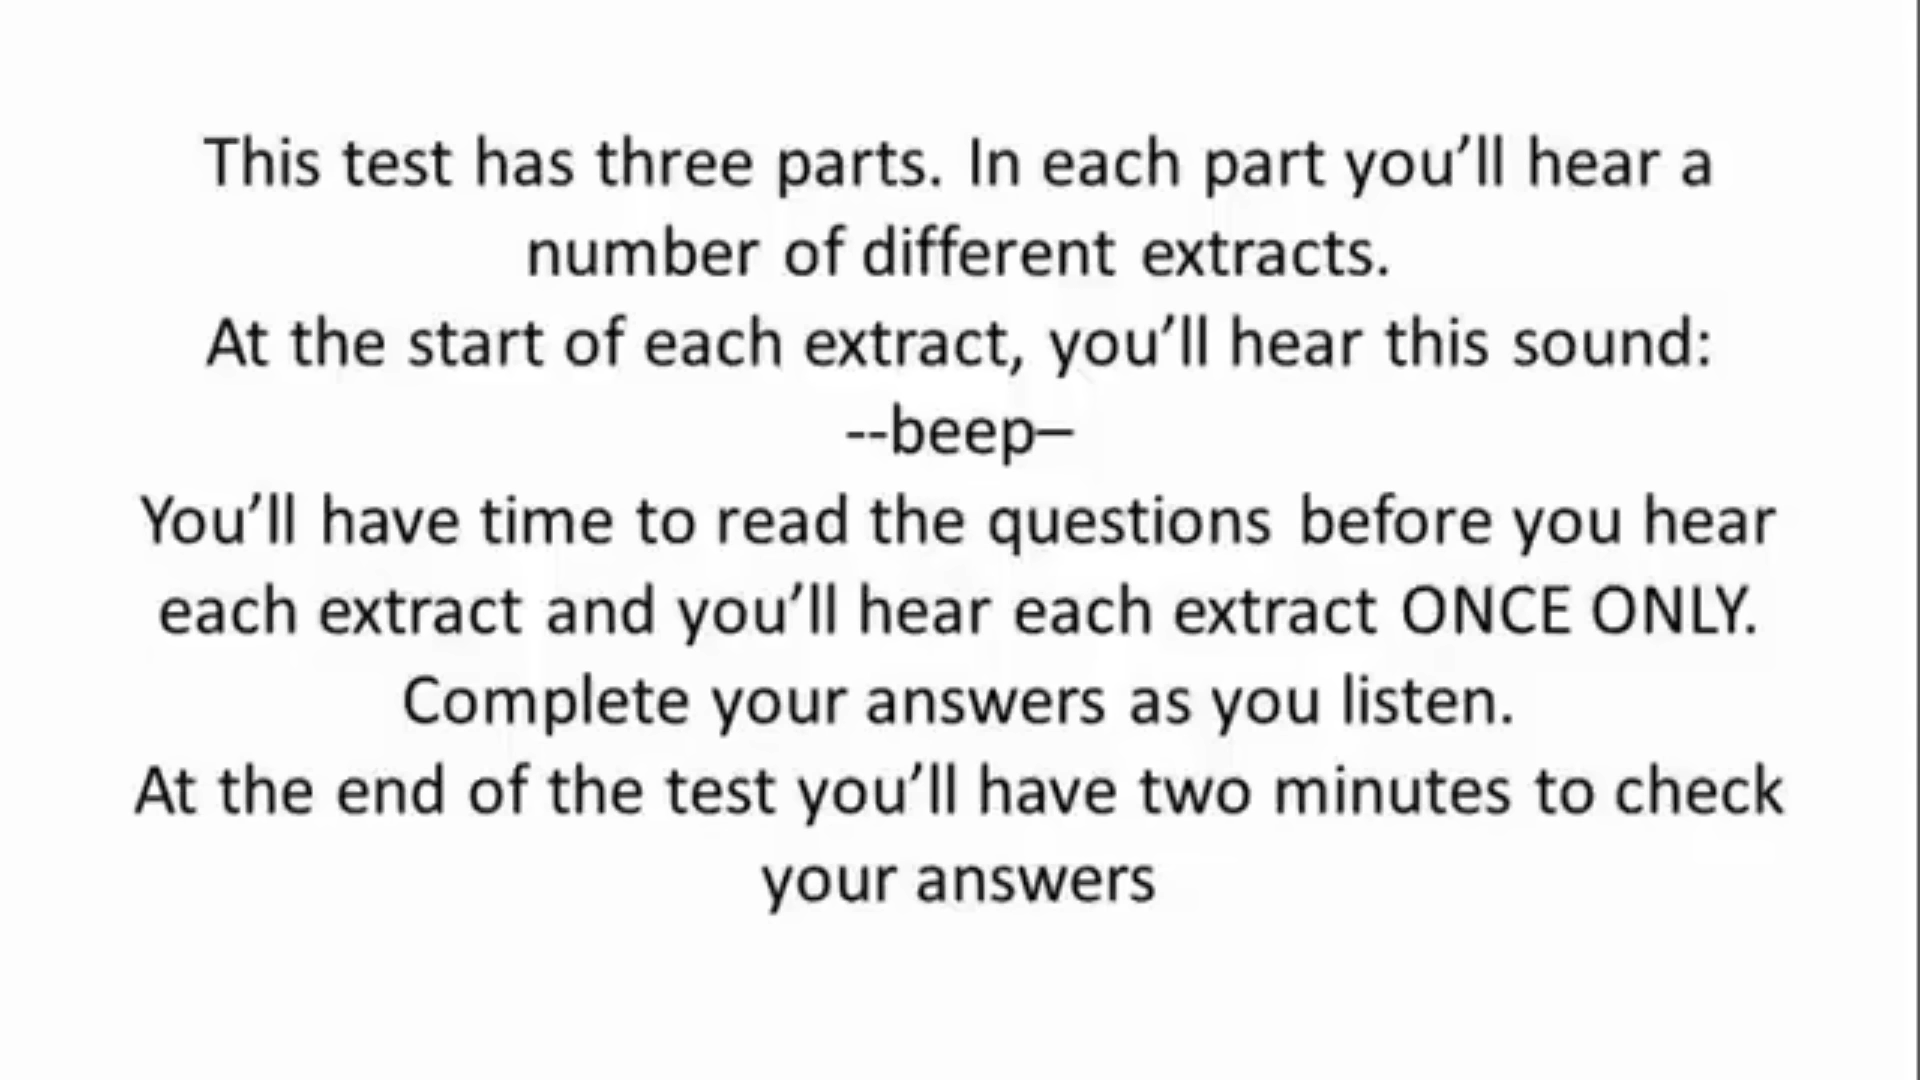 This test has three parts. In each part you’ll hear a
number of different extracts.
At the start of each extract, you’ll hear this sound:
--beep–
You’ll have time to read the questions before you hear
each extract and you’ll hear each extract ONCE ONLY.
Complete your answers as you listen.
At the end of the test you’ll have two minutes to check
your answers